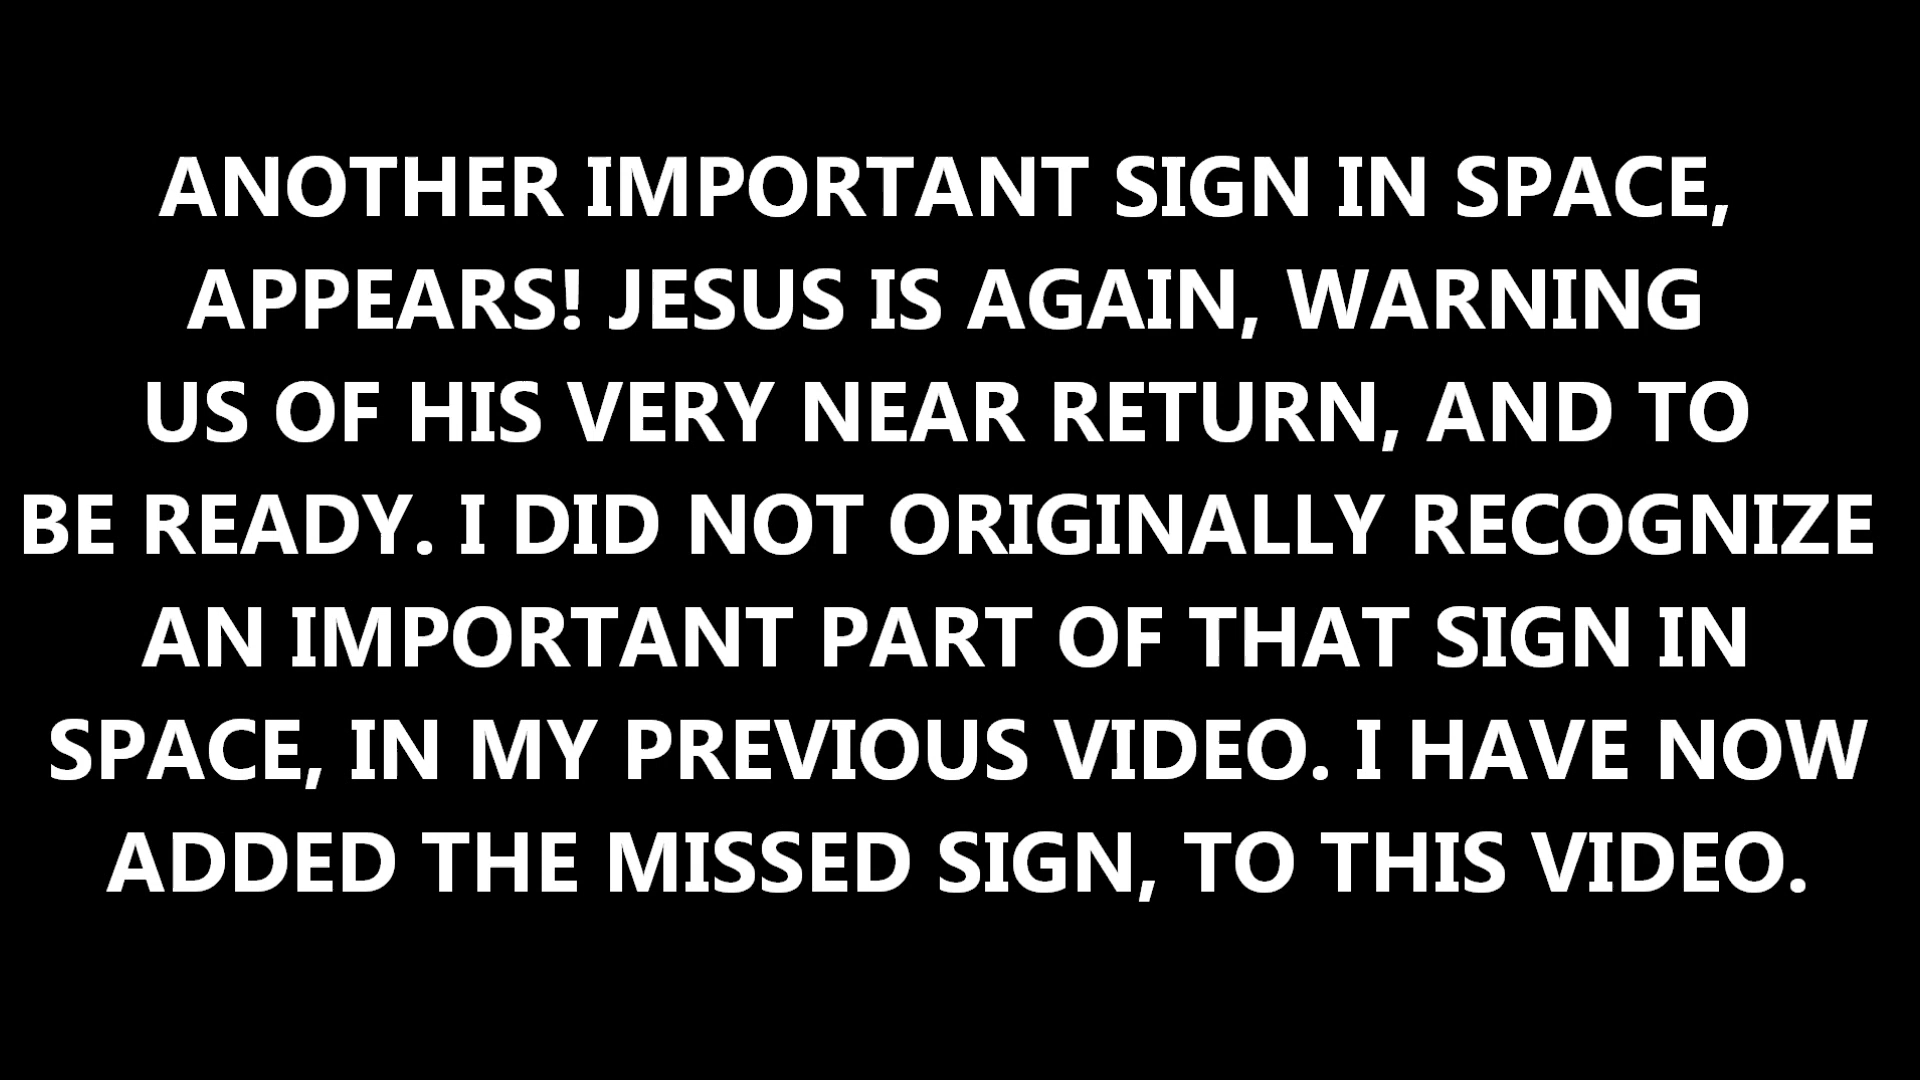 ANOTHER IMPORTANT SIGN IN SPACE,
APPEARS! JESUS IS AGAIN, WARNING
US OF HIS VERY NEAR RETURN, AND TO
BE READY. I DID NOT ORIGINALLY RECOGNIZE
AN IMPORTANT PART OF THAT SIGN IN
SPACE, IN MY PREVIOUS VIDEO. I HAVE NOW
ADDED THE MISSED SIGN, TO THIS VIDEO.